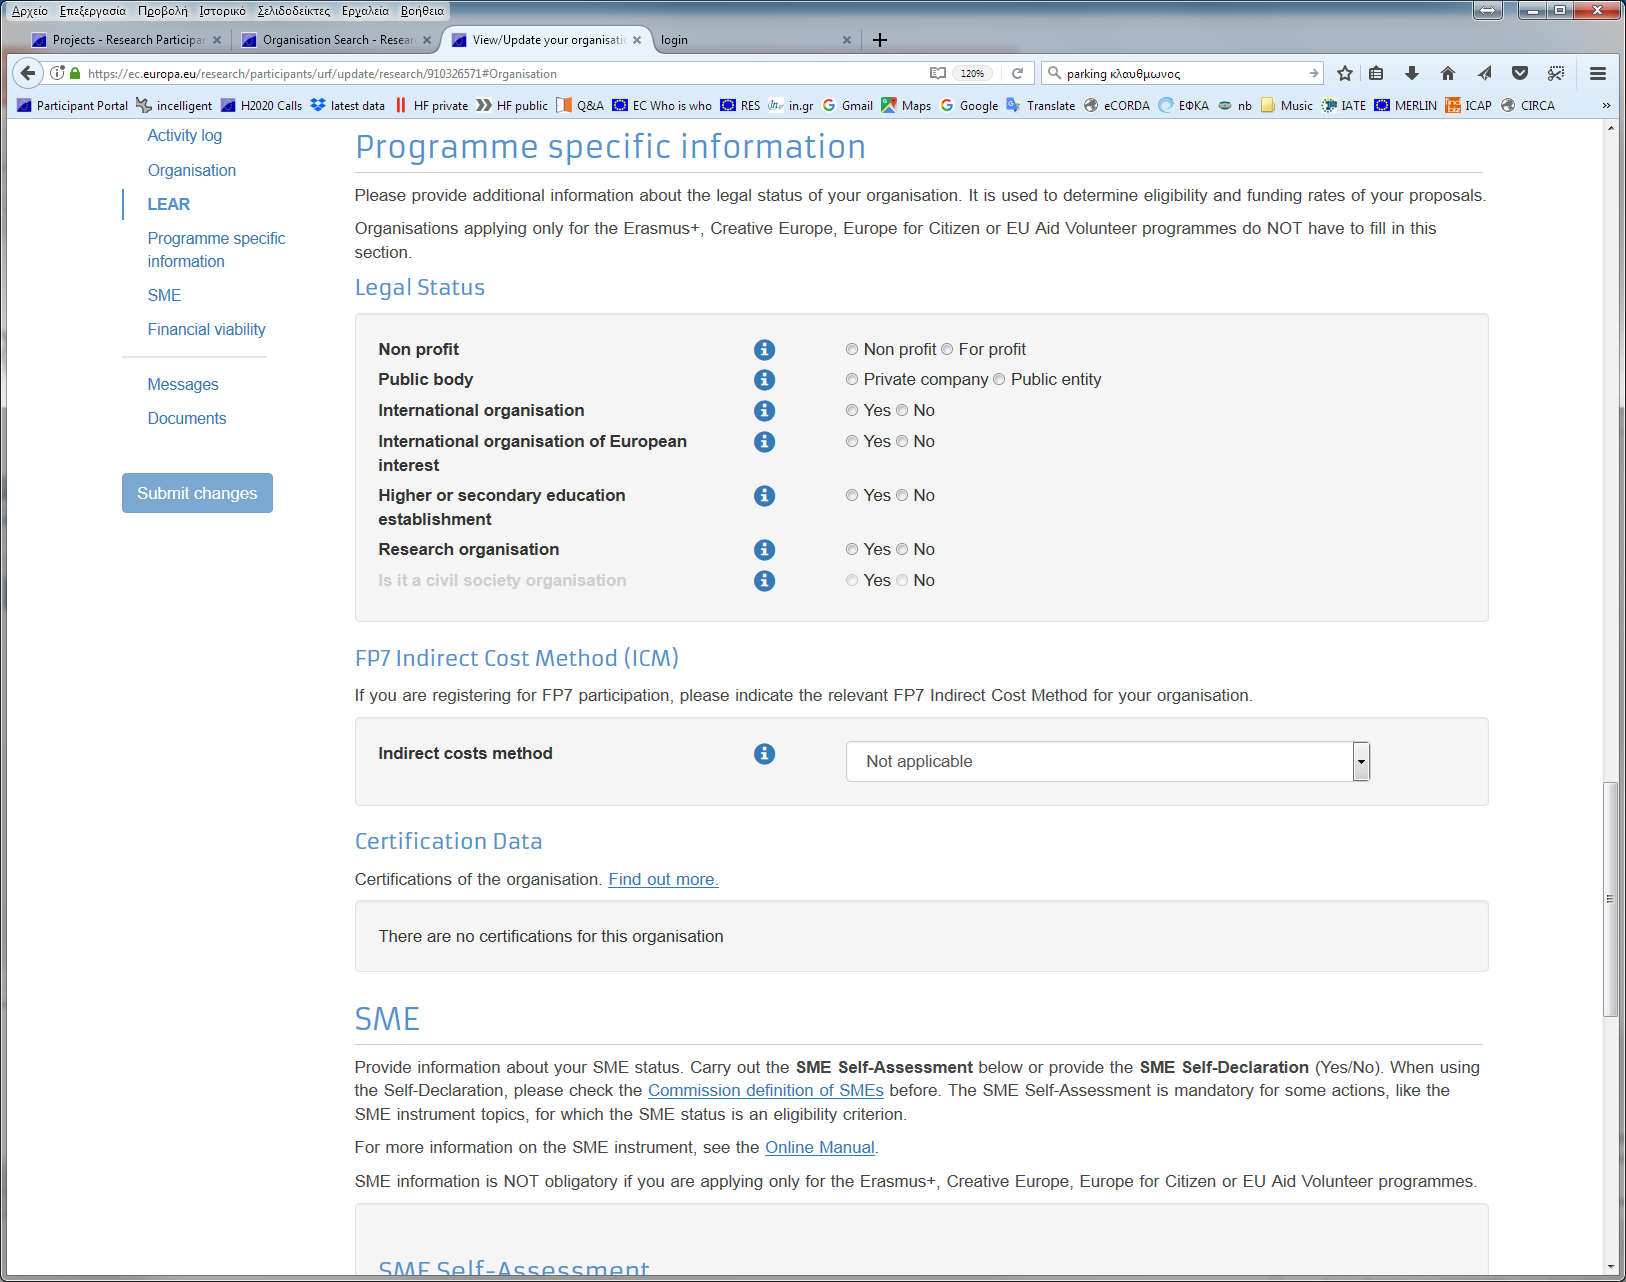 Αρχείο Επεξεργασία Προβολή Ιστορικό Σελιδοδείκτες Εργαλεία Βοήθεια
Projects - Research Participan
Organisation Search - Resear
View/Update your organisatio
login
https://ec.europa.eu/research/participants/urf/update/research/910326571#Organisation
120%
parking κλαυθμωνος
Participant Portal incelligent H2020 Calls latest data HF private HF public Q&A EC Who is who RES in.gr Gmail Maps Google Translate eCORDA ΕΦΚΑ nb Music IATE MERLIN ICAP CIRCA »
Activity log
Organisation
LEAR
Programme specific
information
SME
Financial viability
Messages
Documents
Submit changes
Programme specific information
Please provide additional information about the legal status of your organisation. It is used to determine eligibility and funding rates of your proposals.
Organisations applying only for the Erasmus+, Creative Europe, Europe for Citizen or EU Aid Volunteer programmes do NOT have to fill in this
section.
Legal Status
Non profit Non profit For profit
Public body Private company Public entity
International organisation Yes No
International organisation of European
interest Yes No
Higher or secondary education
establishment Yes No
Research organisation Yes No
Is it a civil society organisation Yes No
FP7 Indirect Cost Method (ICM)
If you are registering for FP7 participation, please indicate the relevant FP7 Indirect Cost Method for your organisation.
Indirect costs method Not applicable
Certification Data
Certifications of the organisation. Find out more.
There are no certifications for this organisation
SME
Provide information about your SME status. Carry out the SME Self-Assessment below or provide the SME Self-Declaration (Yes/No). When using
the Self-Declaration, please check the Commission definition of SMEs before. The SME Self-Assessment is mandatory for some actions, like the
SME instrument topics, for which the SME status is an eligibility criterion.
For more information on the SME instrument, see the Online Manual.
SME information is NOT obligatory if you are applying only for the Erasmus+, Creative Europe, Europe for Citizen or EU Aid Volunteer programmes.
SME Self-Assessment